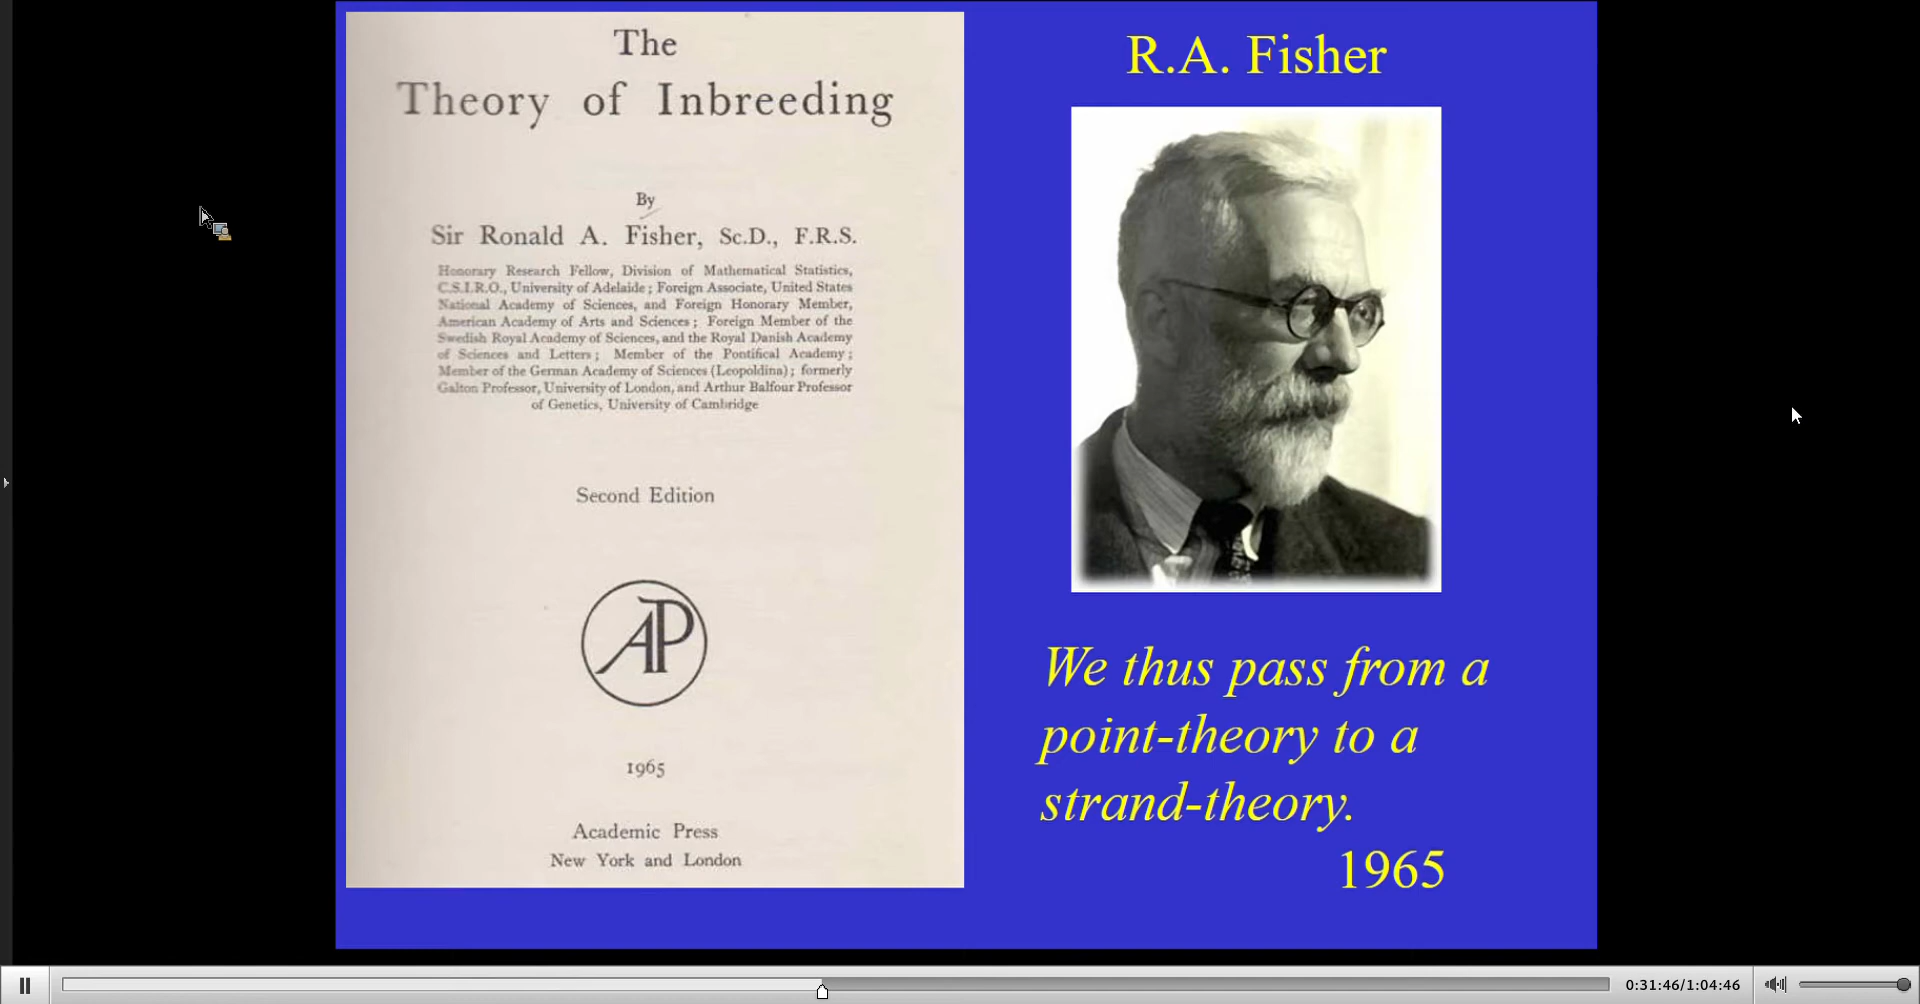 The
Theory of Inbreeding
By
Sir Ronald A. Fisher, Sc.D., F.R.S.
Honorary Research Fellow, Division of Mathematical Statistics,
C.S.I.R.O., University of Adelaide; Foreign Associate, United States
National Academy of Sciences, and Foreign Honorary Member,
American Academy of Arts and Sciences; Foreign Member of the
Swedish Royal Academy of Sciences, and the Royal Danish Academy
of Sciences and Letters; Member of the Pontifical Academy;
Member of the German Academy of Sciences (Leopoldina); formerly
Galton Professor, University of London, and Arthur Balfour Professor
of Genetics, University of Cambridge
Second Edition
AP
1965
Academic Press
New York and London
R.A. Fisher
We thus pass from a
point-theory to a
strand-theory.
1965
0:31:46/1:04:46